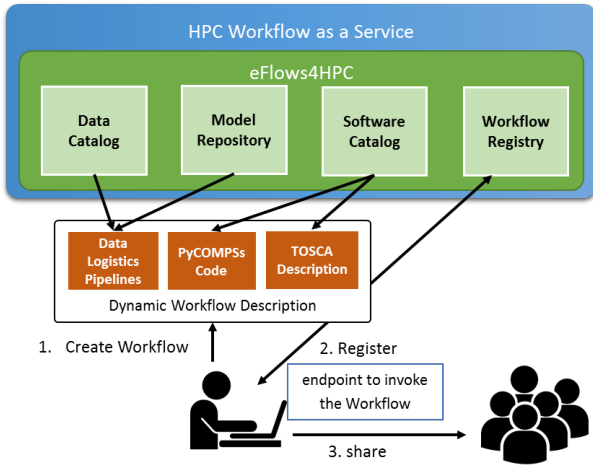 HPC Workflow as a Service
eFlows4HPC
Data
Catalog
Model
Repository
Software
Catalog
Workflow
Registry
Data
Logistics
Pipelines
PyCOMPSs
Code
TOSCA
Description
Dynamic Workflow Description
1. Create Workflow
2. Register
endpoint to invoke
the Workflow
3. share